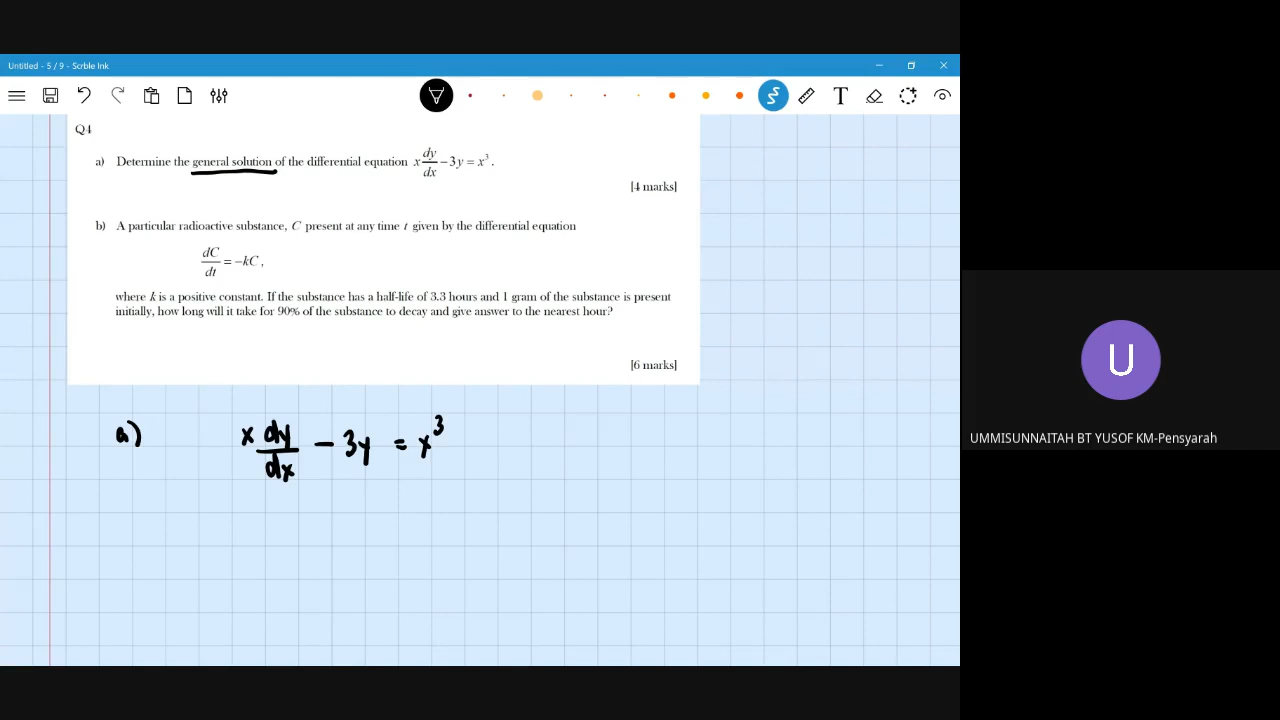 Untitled - 5 / 9 - Scrble Ink
T
Q4
a) Determine the general solution of the differential equation x dy/dx − 3y = x³ .
[4 marks]
b) A particular radioactive substance, C present at any time t given by the differential equation
dC/dt = −kC ,
where k is a positive constant. If the substance has a half-life of 3.3 hours and 1 gram of the substance is present
initially, how long will it take for 90% of the substance to decay and give answer to the nearest hour?
[6 marks]
a) x dy/dx − 3y = x³
U
UMMISUNNAITAH BT YUSOF KM-Pensyarah